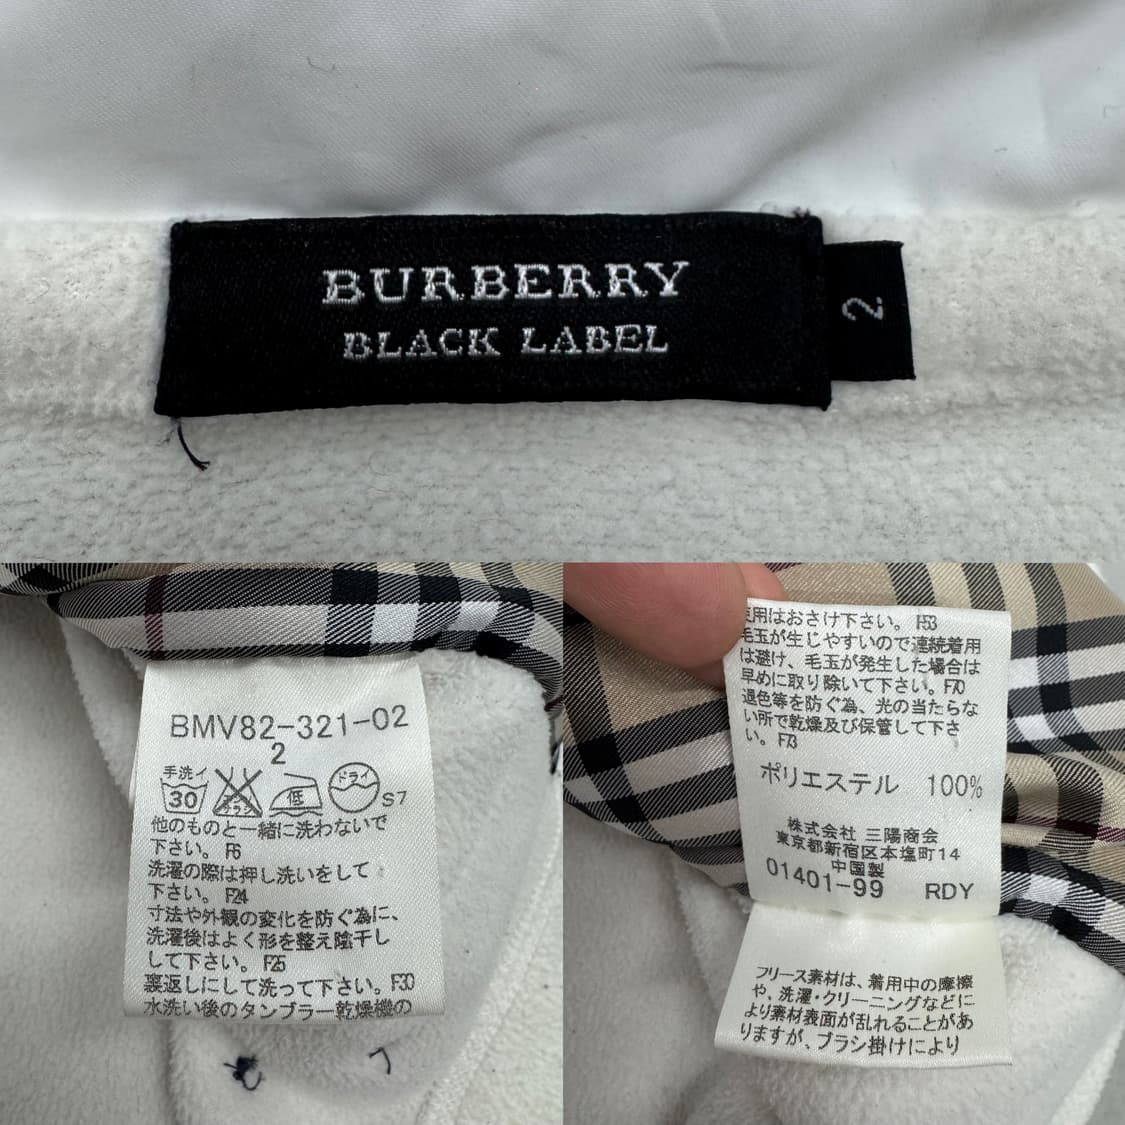 BURBERRY
BLACK LABEL
2
BMV82-321-02
2
手洗イ
30
低
ドライ
S7
他のものと一緒に洗わないで
下さい。F6
洗濯の際は押し洗いをして
下さい。F24
寸法や外観の変化を防ぐ為に、
洗濯後はよく形を整え陰干し
して下さい。F25
裏返しにして洗って下さい。F30
水洗い後のタンブラー乾燥機の
用はおさけ下さい。F53
毛玉が生じやすいので連続着用
は避け、毛玉が発生した場合は
早めに取り除いて下さい。F70
退色等を防ぐ為、光の当たらな
い所で乾燥及び保管して下さ
い。F73
ポリエステル 100%
株式会社 三陽商会
東京都新宿区本塩町14
中国製
01401-99 RDY
フリース素材は、着用中の摩擦
や、洗濯・クリーニングなどに
より素材表面が乱れることがあ
りますが、ブラシ掛けにより